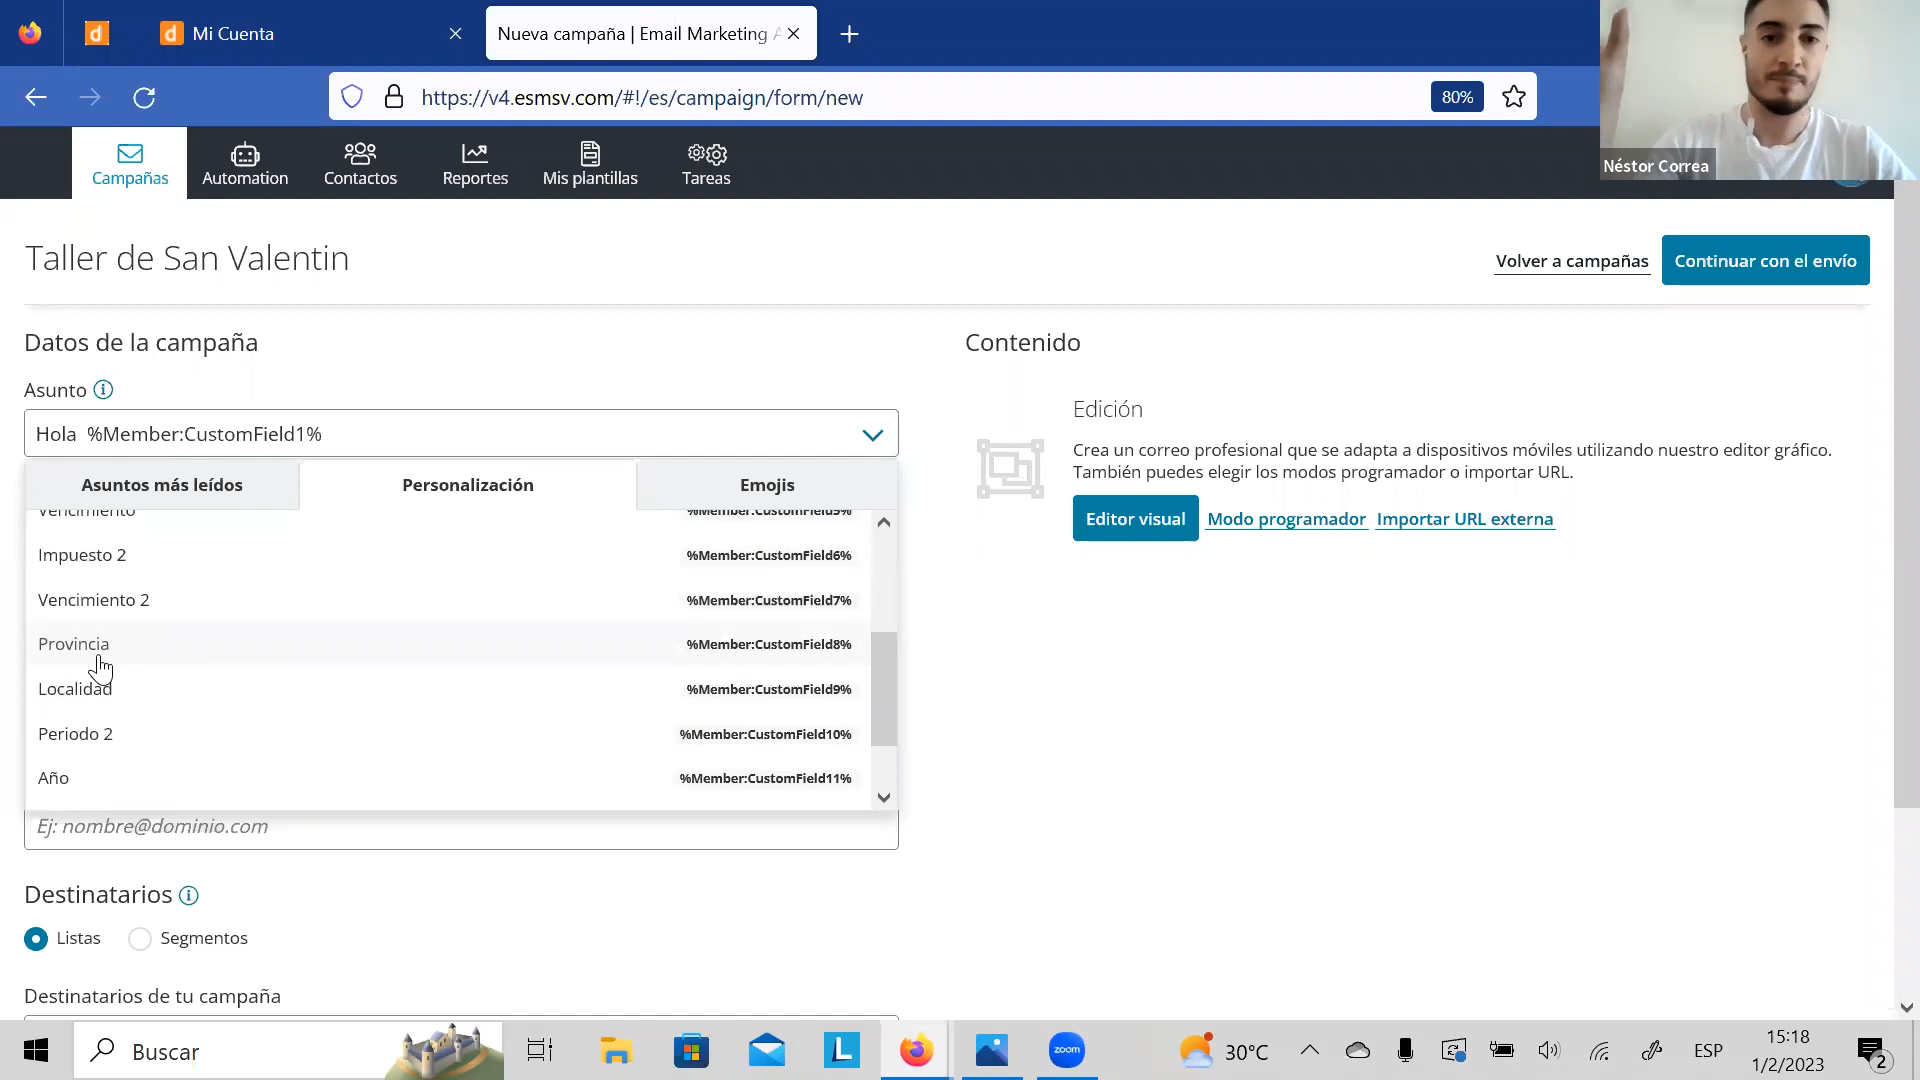 Mi Cuenta
Nueva campaña | Email Marketing
https://v4.esmsv.com/#!/es/campaign/form/new
80%
Néstor Correa
Campañas
Automation
Contactos
Reportes
Mis plantillas
Tareas
Taller de San Valentin
Volver a campañas
Continuar con el envío
Datos de la campaña
Contenido
Asunto
Hola %Member:CustomField1%
Asuntos más leídos
Personalización
Emojis
Vencimiento %Member:CustomField5%
Impuesto 2 %Member:CustomField6%
Vencimiento 2 %Member:CustomField7%
Provincia %Member:CustomField8%
Localidad %Member:CustomField9%
Periodo 2 %Member:CustomField10%
Año %Member:CustomField11%
Ej: nombre@dominio.com
Edición
Crea un correo profesional que se adapta a dispositivos móviles utilizando nuestro editor gráfico.
También puedes elegir los modos programador o importar URL.
Editor visual
Modo programador
Importar URL externa
Destinatarios
Listas
Segmentos
Destinatarios de tu campaña
Buscar
L
zoom
30°C
ESP
15:18
1/2/2023
2